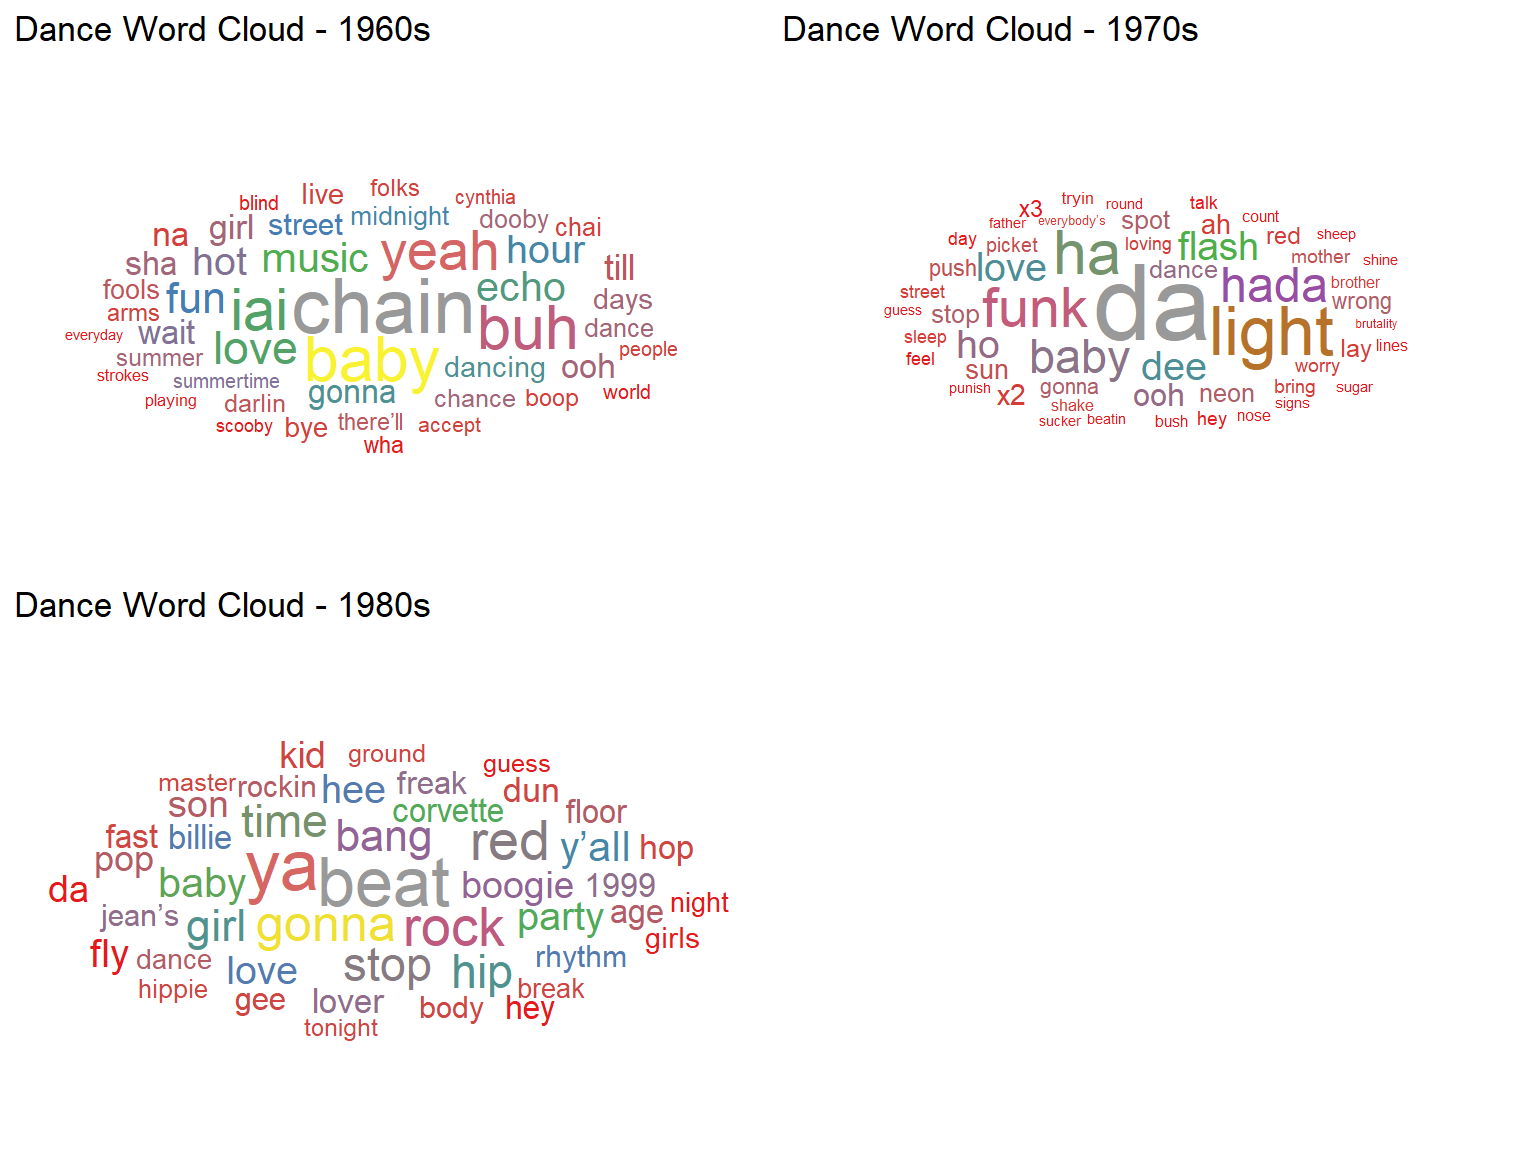 Dance Word Cloud - 1960s
blind live folks cynthia
na girl street midnight dooby chai
sha hot music yeah hour till
fools fun iai chain echo days
arms buh dance
everyday wait love baby people
summer dancing ooh
strokes summertime gonna chance boop world
playing darlin
scooby bye there'll accept
wha
Dance Word Cloud - 1970s
tryin
x3 round talk
father everybody's spot ah count
day picket ha loving flash red sheep
push love dance mother shine
street funk da hada brother
guess stop light wrong
sleep ho brutality
feel sun baby dee lay lines
punish x2 gonna ooh neon worry
shake bring sugar
sucker beatin bush hey nose signs
Dance Word Cloud - 1980s
kid ground guess
master rockin hee freak dun
son time corvette floor
fast billie bang red y'all hop
pop ya beat
da baby boogie 1999 night
jean's girl gonna rock party age
fly dance love stop hip rhythm girls
hippie gee lover body hey break
tonight